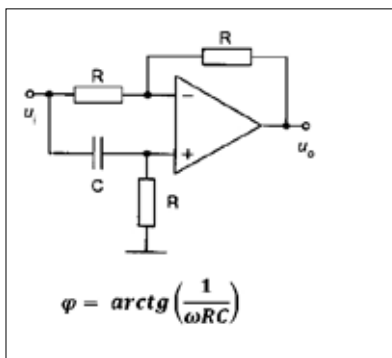 R
R
−
uᵢ
+
uₒ
C
R
φ = arctg(1/ωRC)